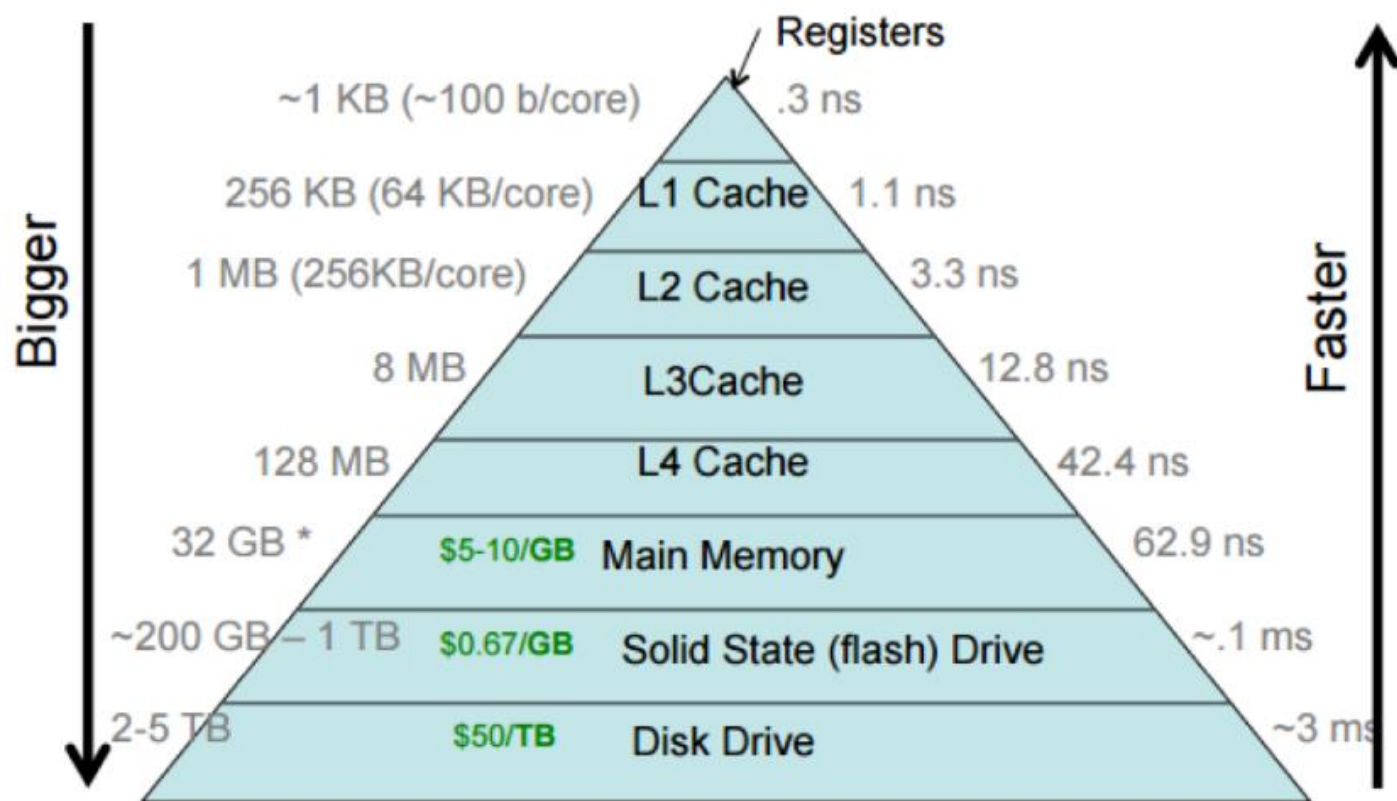 Registers
~1 KB (~100 b/core) .3 ns
256 KB (64 KB/core) L1 Cache 1.1 ns
1 MB (256KB/core) L2 Cache 3.3 ns
Bigger
Faster
8 MB L3Cache 12.8 ns
128 MB L4 Cache 42.4 ns
32 GB * $5-10/GB Main Memory 62.9 ns
~200 GB – 1 TB $0.67/GB Solid State (flash) Drive ~.1 ms
2-5 TB $50/TB Disk Drive ~3 ms